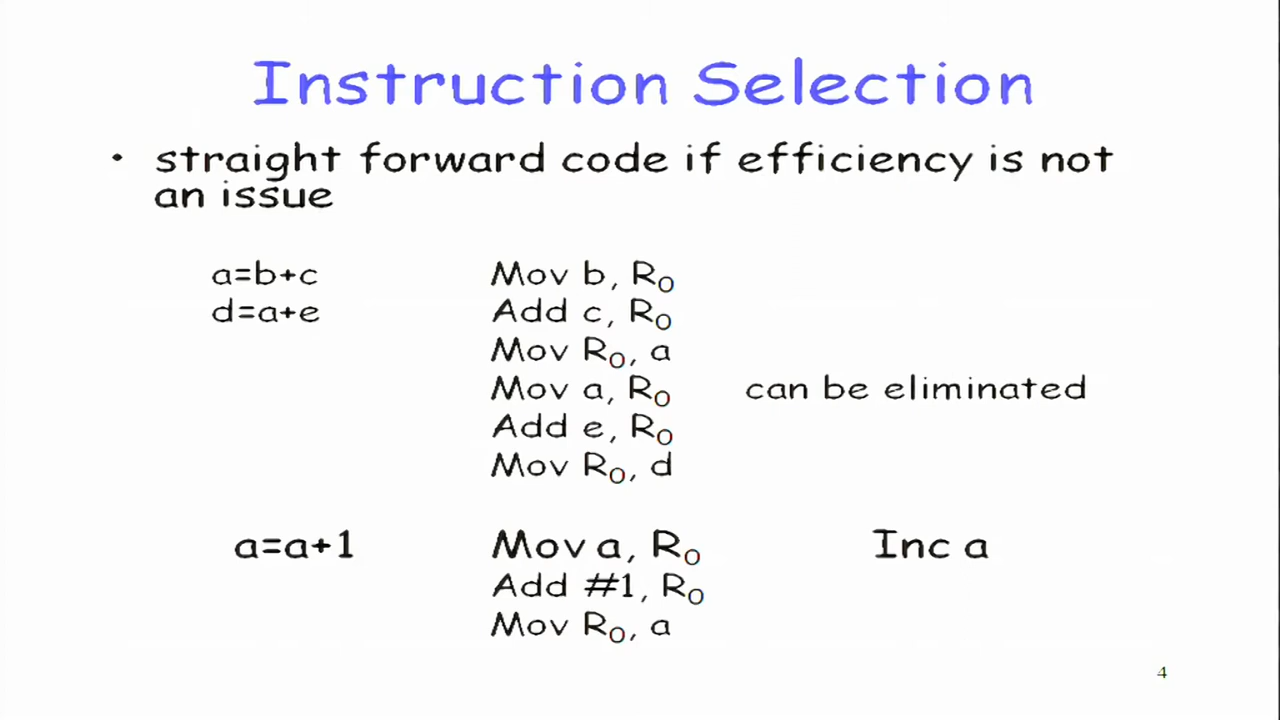 Instruction Selection
• straight forward code if efficiency is not
an issue
a=b+c Mov b, R0
d=a+e Add c, R0
Mov R0, a
Mov a, R0 can be eliminated
Add e, R0
Mov R0, d
a=a+1 Mov a, R0 Inc a
Add #1, R0
Mov R0, a
4